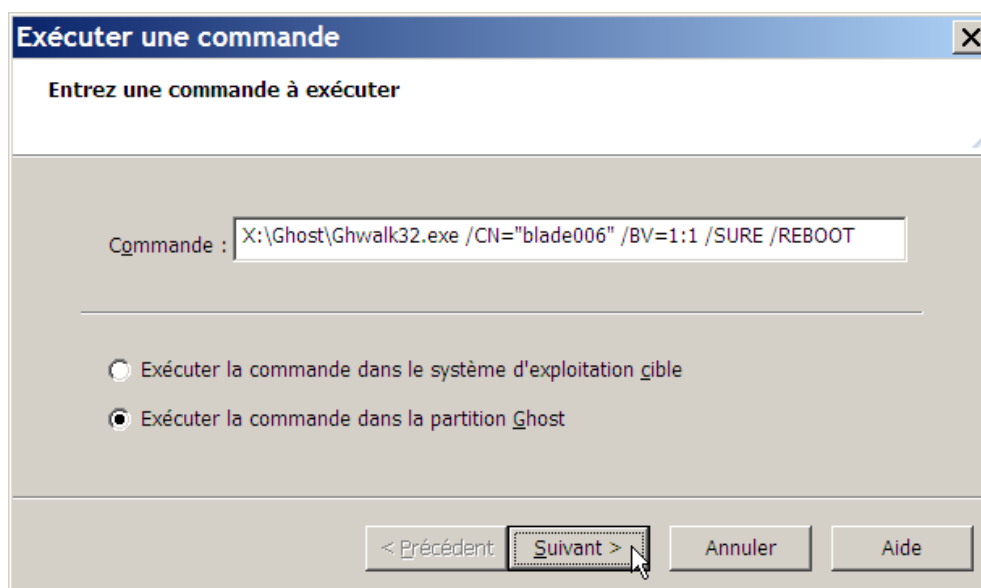 Exécuter une commande
Entrez une commande à exécuter
Commande : X:\Ghost\Ghwalk32.exe /CN="blade006" /BV=1:1 /SURE /REBOOT
Exécuter la commande dans le système d'exploitation cible
Exécuter la commande dans la partition Ghost
< Précédent Suivant > Annuler Aide